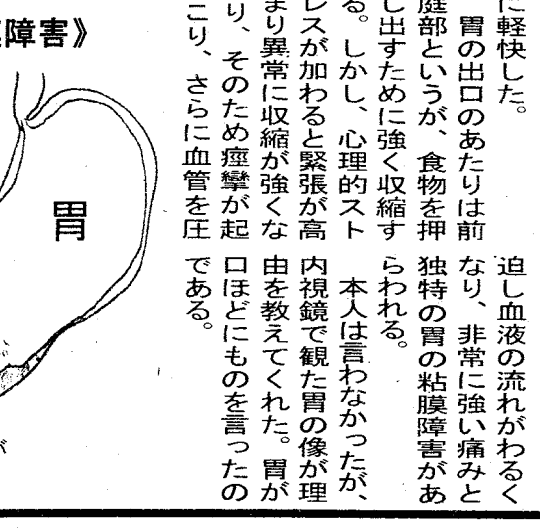 に軽快した。
胃の出口のあたりは前
庭部というが、食物を押
し出すために強く収縮す
る。しかし、心理的スト
レスが加わると緊張が高
まり異常に収縮が強くな
り、そのため痙攣が起
こり、さらに血管を圧
迫し血液の流れがわるく
なり、非常に強い痛みと
独特の胃の粘膜障害があ
らわれる。
本人は言わなかったが、
内視鏡で観た胃の像が理
由を教えてくれた。胃が
口ほどにものを言ったの
である。
障害》
胃
が